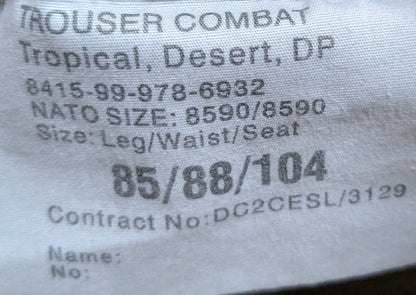 TROUSER COMBAT
Tropical, Desert, DP
8415-99-978-6932
NATO SIZE: 8590/8590
Size: Leg/Waist/Seat
85/88/104
Contract No: DC2CESL/3129
Name:
No: